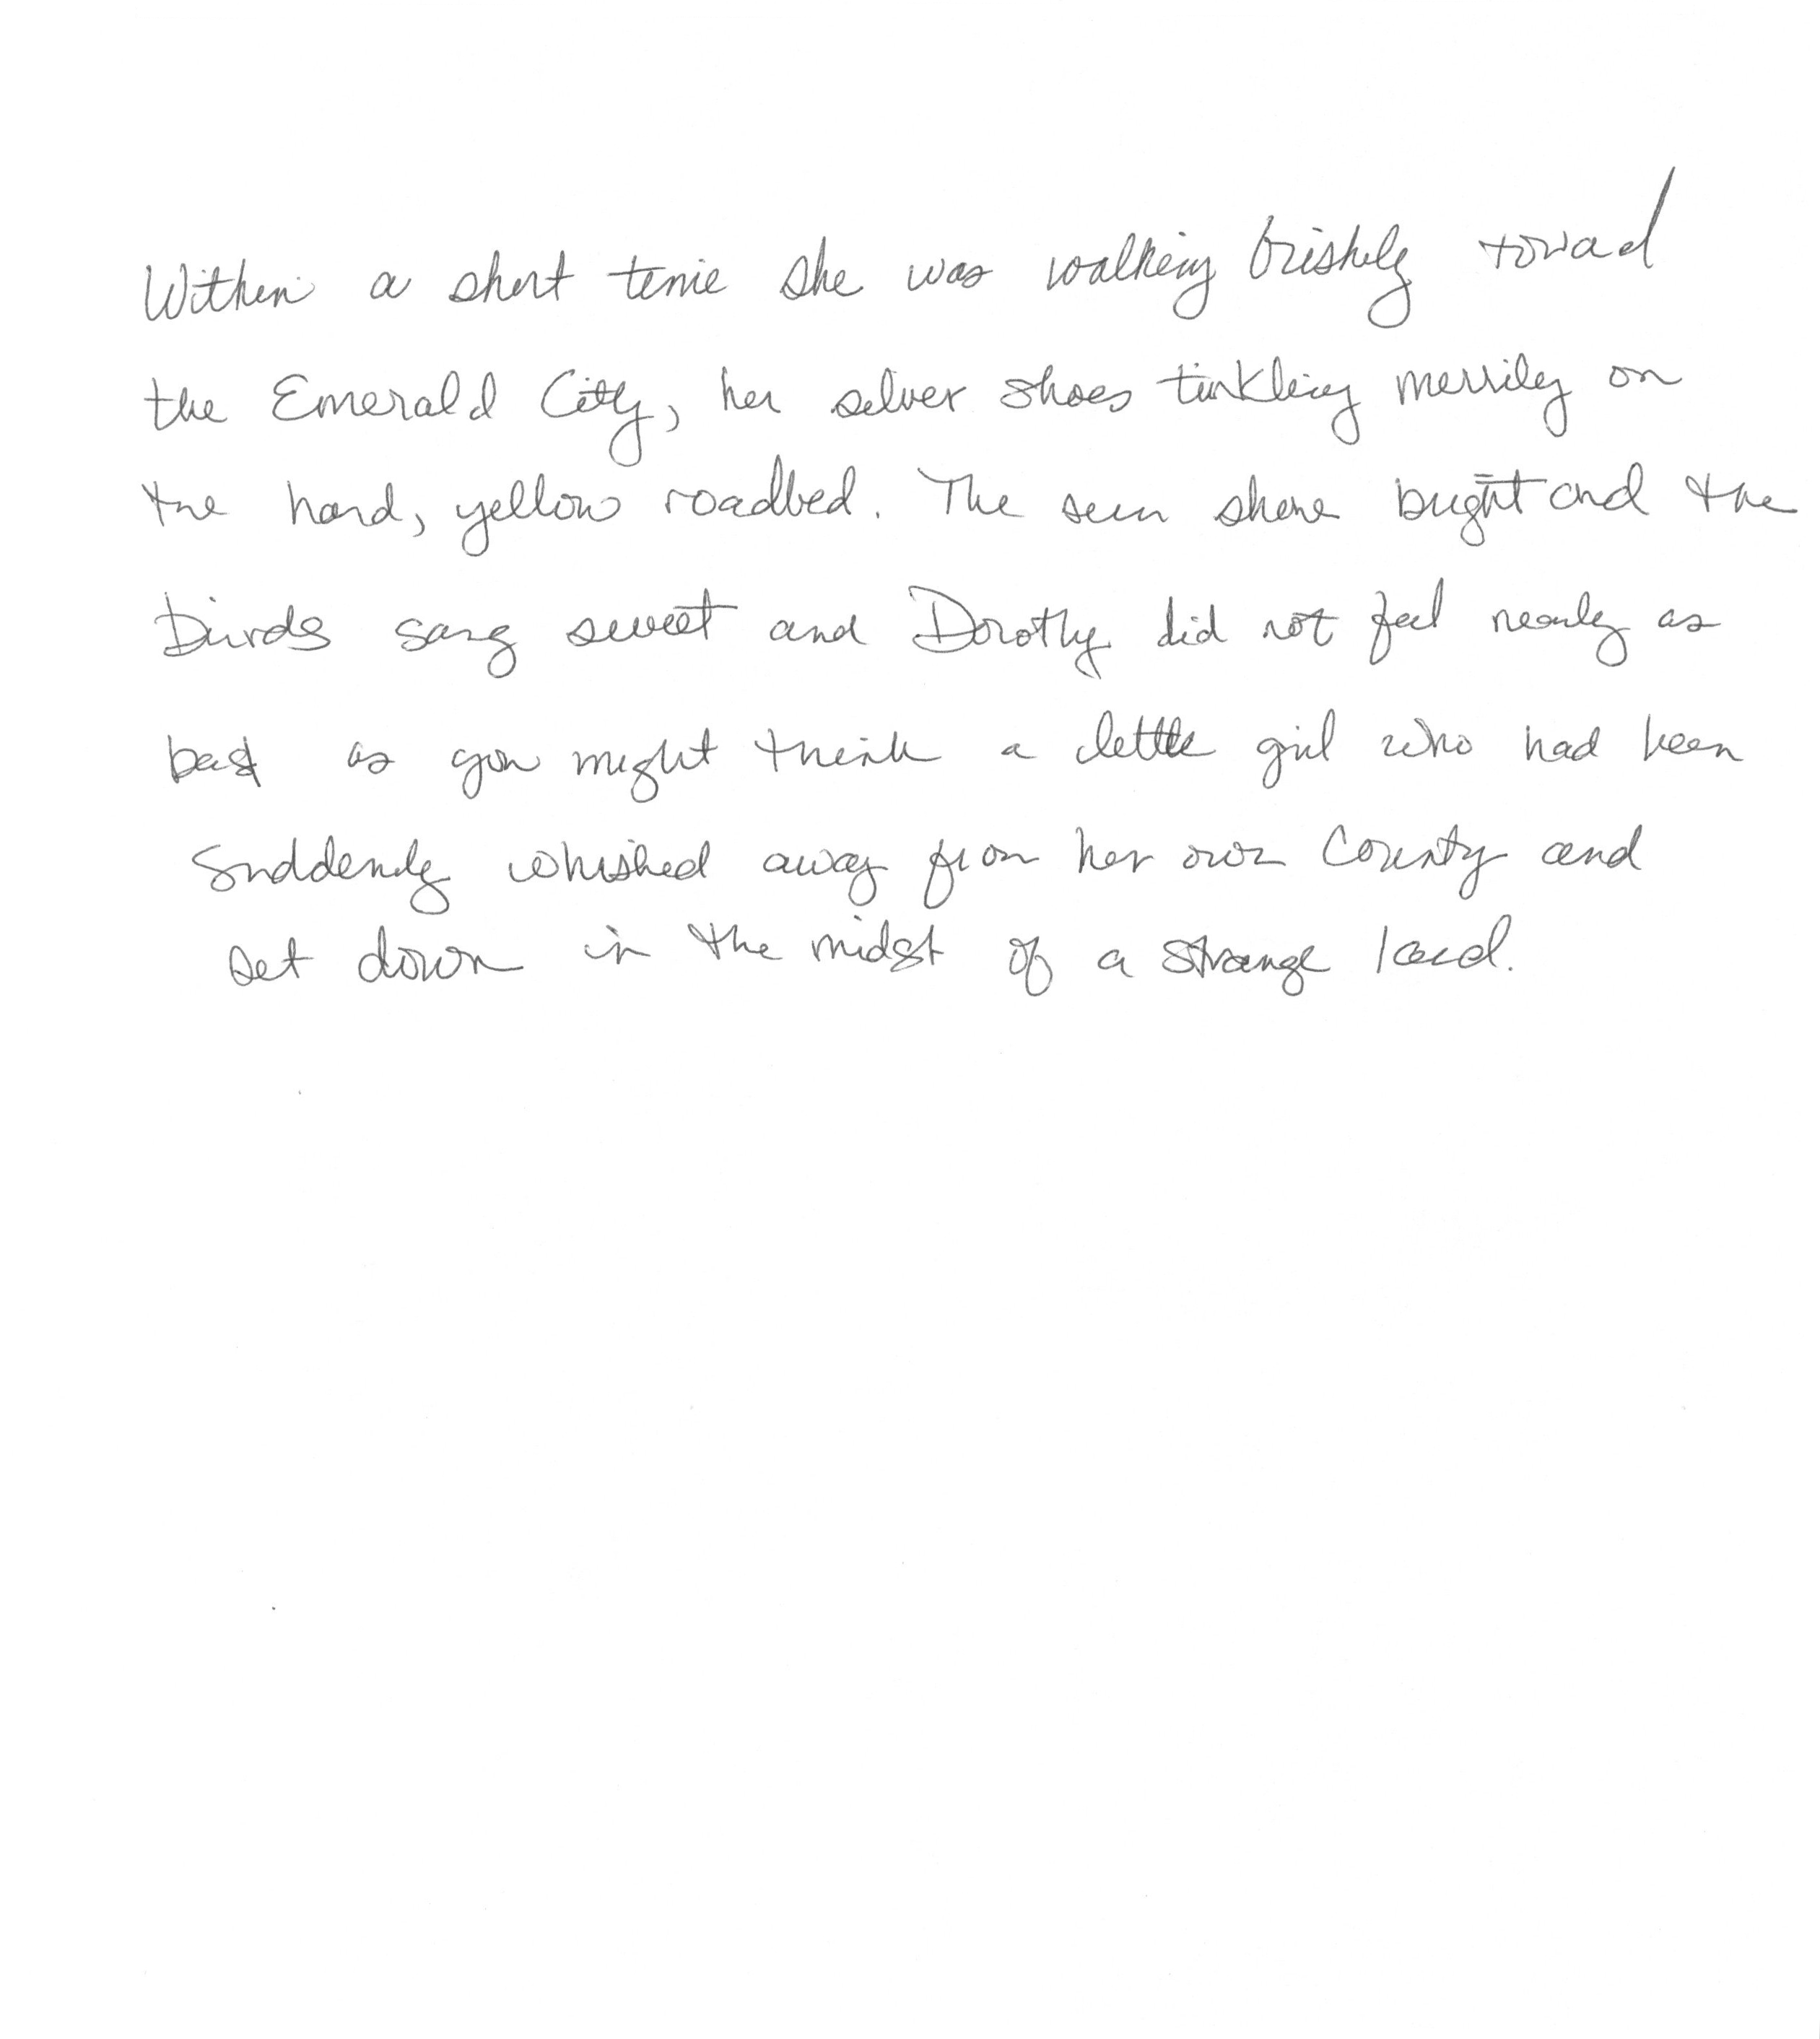 Within a short time she was walking briskly toward
the Emerald City, her silver shoes tinkling merrily on
the hard, yellow roadbed. The sun shone bright and the
birds sang sweet and Dorothy did not feel nearly as
bad as you might think a little girl who had been
suddenly whisked away from her own country and
set down in the midst of a strange land.